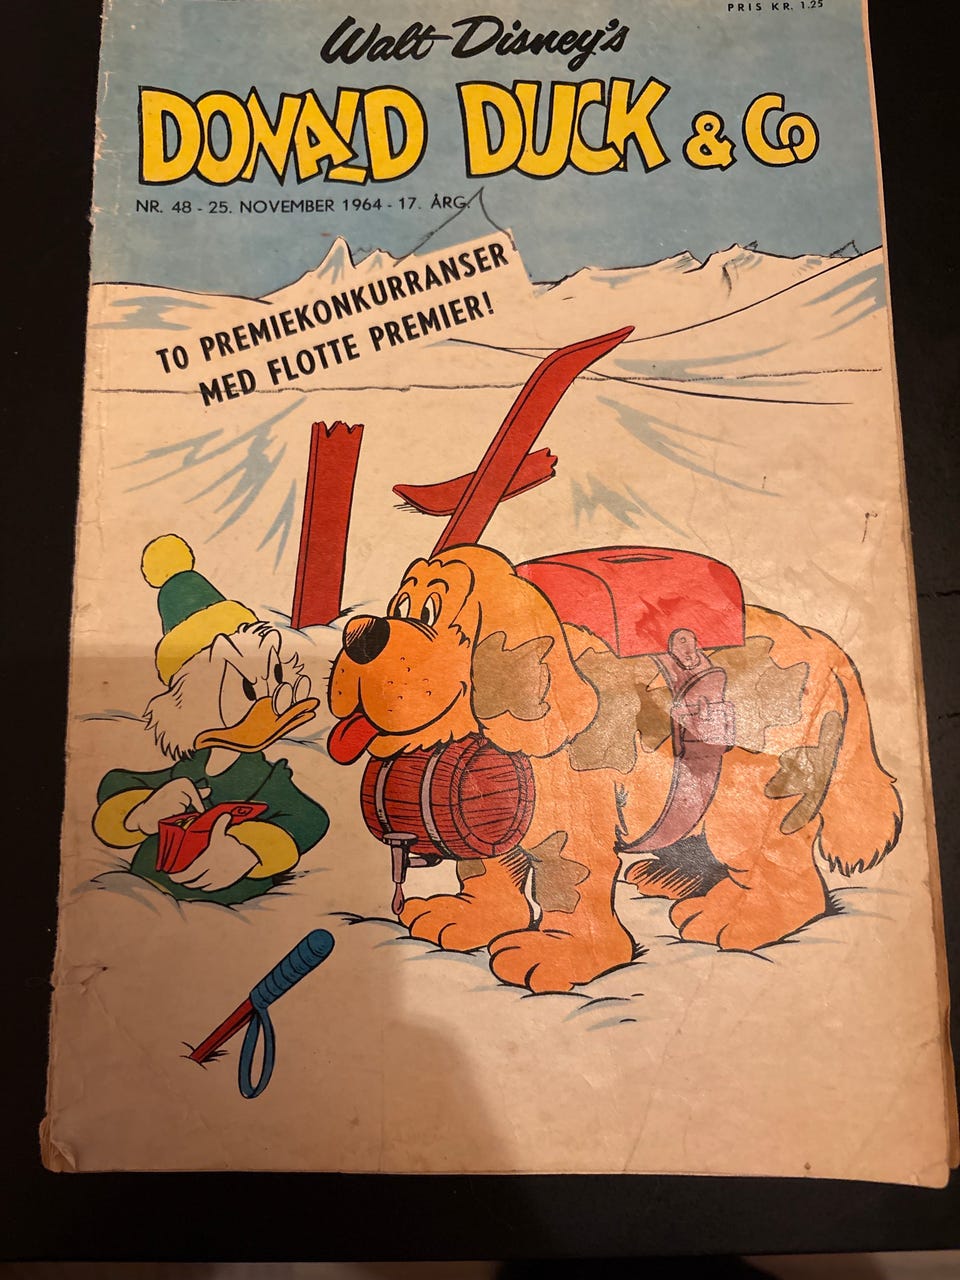 PRIS KR. 1.25
Walt Disney's
DONALD DUCK & Co
NR. 48 - 25. NOVEMBER 1964 - 17. ÅRG.
TO PREMIEKONKURRANSER
MED FLOTTE PREMIER!